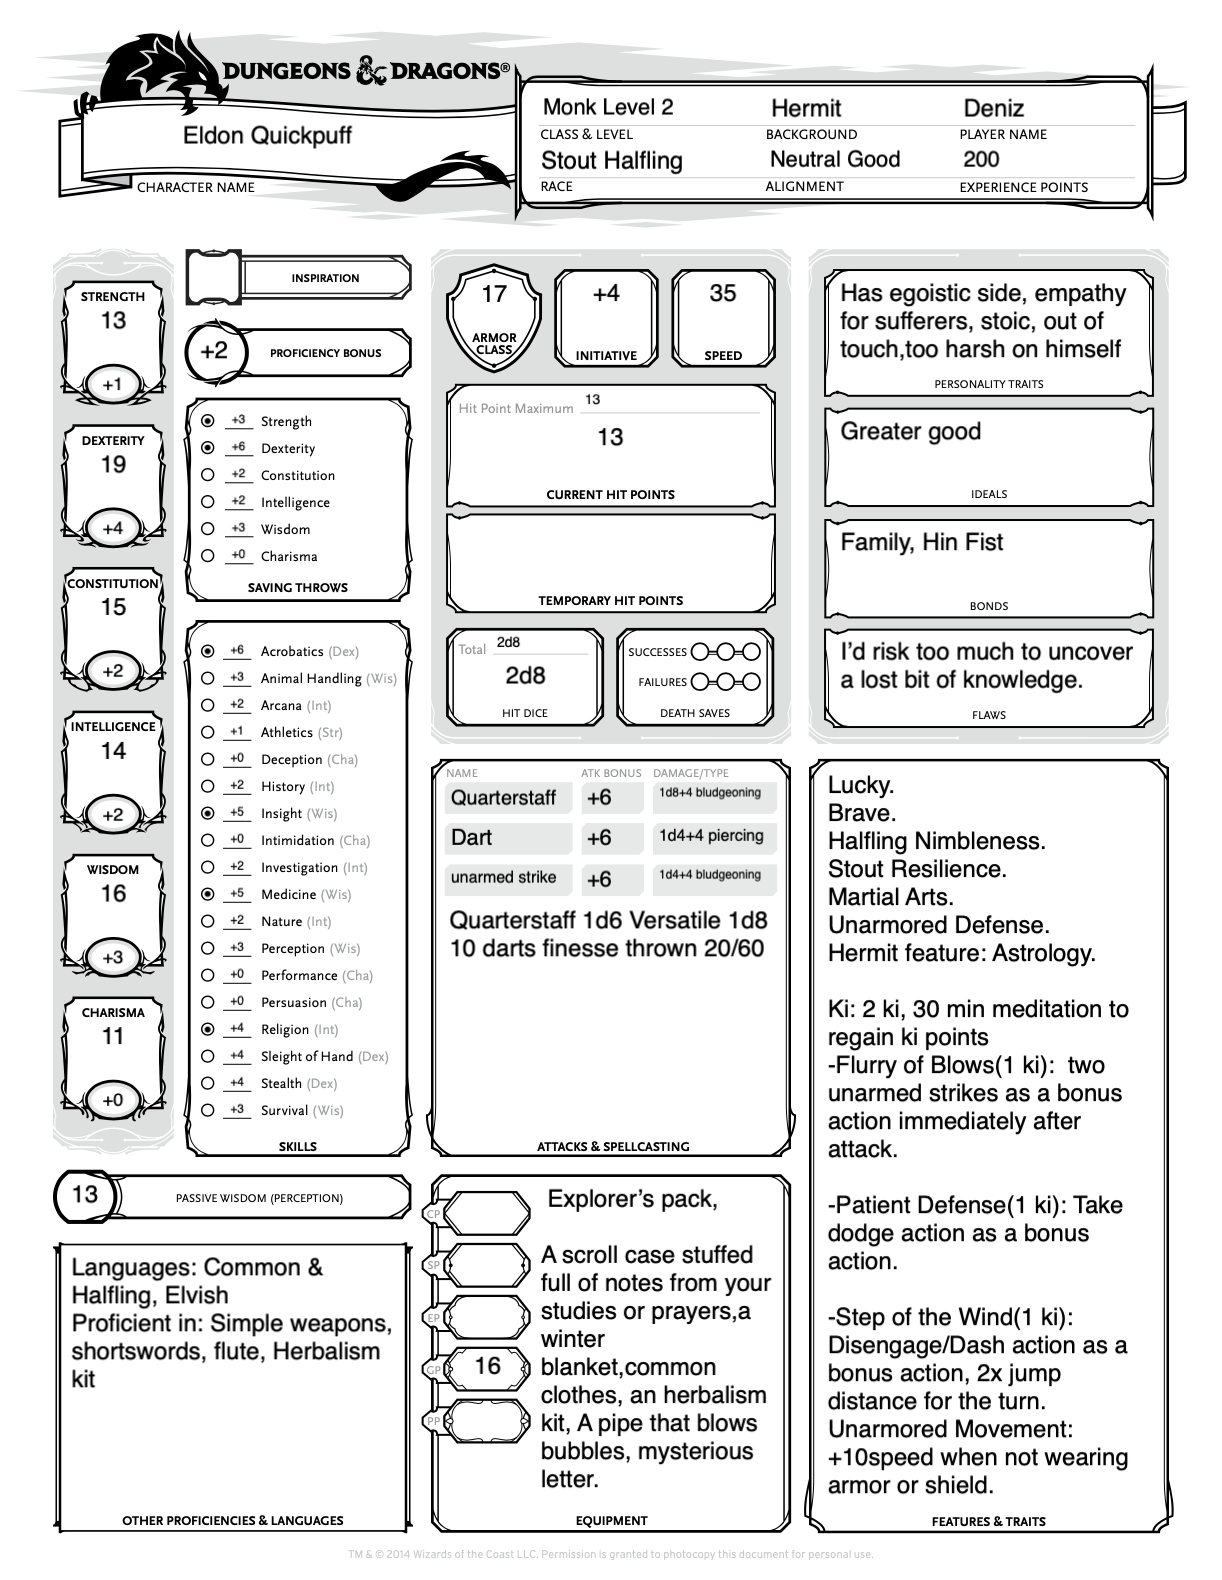 DUNGEONS & DRAGONS®
Eldon Quickpuff
CHARACTER NAME
Monk Level 2 Hermit Deniz
CLASS & LEVEL BACKGROUND PLAYER NAME
Stout Halfling Neutral Good 200
RACE ALIGNMENT EXPERIENCE POINTS
STRENGTH
13
+1
DEXTERITY
19
+4
CONSTITUTION
15
+2
INTELLIGENCE
14
+2
WISDOM
16
+3
CHARISMA
11
+0
INSPIRATION
+2 PROFICIENCY BONUS
+3 Strength
+6 Dexterity
+2 Constitution
+2 Intelligence
+3 Wisdom
+0 Charisma
SAVING THROWS
+6 Acrobatics (Dex)
+3 Animal Handling (Wis)
+2 Arcana (Int)
+1 Athletics (Str)
+0 Deception (Cha)
+2 History (Int)
+5 Insight (Wis)
+0 Intimidation (Cha)
+2 Investigation (Int)
+5 Medicine (Wis)
+2 Nature (Int)
+3 Perception (Wis)
+0 Performance (Cha)
+0 Persuasion (Cha)
+4 Religion (Int)
+4 Sleight of Hand (Dex)
+4 Stealth (Dex)
+3 Survival (Wis)
SKILLS
13 PASSIVE WISDOM (PERCEPTION)
Languages: Common &
Halfling, Elvish
Proficient in: Simple weapons,
shortswords, flute, Herbalism
kit
OTHER PROFICIENCIES & LANGUAGES
17
ARMOR
CLASS
+4
INITIATIVE
35
SPEED
Hit Point Maximum 13
13
CURRENT HIT POINTS
TEMPORARY HIT POINTS
Total 2d8
2d8
HIT DICE
SUCCESSES
FAILURES
DEATH SAVES
NAME ATK BONUS DAMAGE/TYPE
Quarterstaff +6 1d8+4 bludgeoning
Dart +6 1d4+4 piercing
unarmed strike +6 1d4+4 bludgeoning
Quarterstaff 1d6 Versatile 1d8
10 darts finesse thrown 20/60
ATTACKS & SPELLCASTING
CP
SP
EP
GP 16
PP
Explorer's pack,
A scroll case stuffed
full of notes from your
studies or prayers,a
winter
blanket,common
clothes, an herbalism
kit, A pipe that blows
bubbles, mysterious
letter.
EQUIPMENT
Has egoistic side, empathy
for sufferers, stoic, out of
touch,too harsh on himself
PERSONALITY TRAITS
Greater good
IDEALS
Family, Hin Fist
BONDS
I'd risk too much to uncover
a lost bit of knowledge.
FLAWS
Lucky.
Brave.
Halfling Nimbleness.
Stout Resilience.
Martial Arts.
Unarmored Defense.
Hermit feature: Astrology.
Ki: 2 ki, 30 min meditation to
regain ki points
-Flurry of Blows(1 ki): two
unarmed strikes as a bonus
action immediately after
attack.
-Patient Defense(1 ki): Take
dodge action as a bonus
action.
-Step of the Wind(1 ki):
Disengage/Dash action as a
bonus action, 2x jump
distance for the turn.
Unarmored Movement:
+10speed when not wearing
armor or shield.
FEATURES & TRAITS
TM & © 2014 Wizards of the Coast LLC. Permission is granted to photocopy this document for personal use.